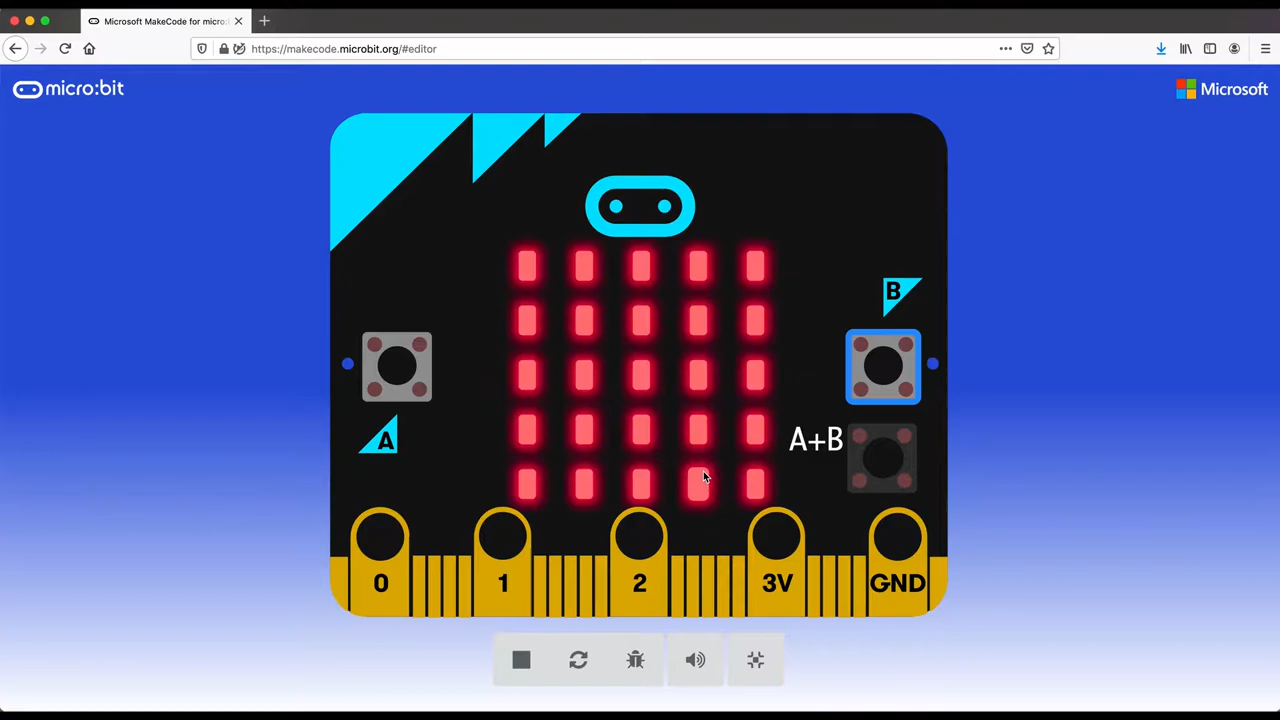 Microsoft MakeCode for micro:
https://makecode.microbit.org/#editor
micro:bit
Microsoft
B
A
A+B
0
1
2
3V
GND